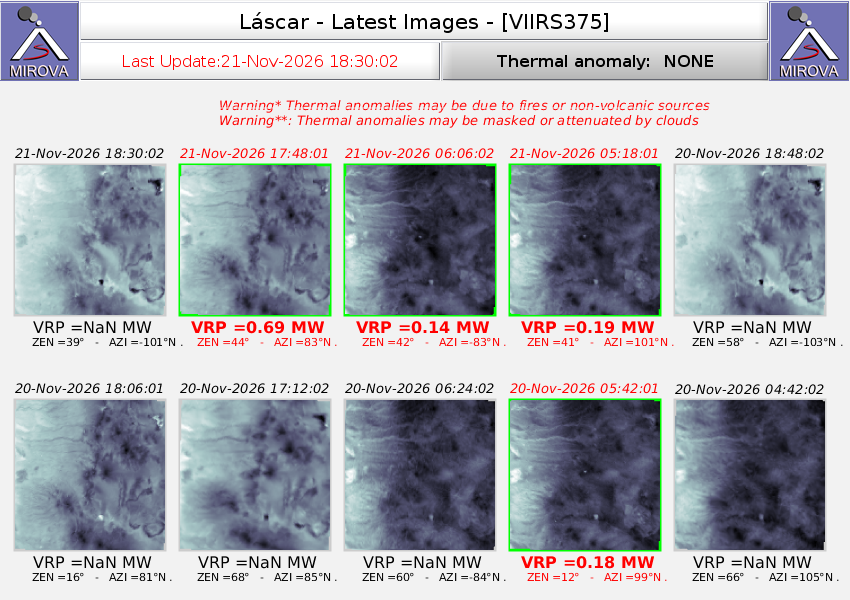 Láscar - Latest Images - [VIIRS375]
MIROVA
Last Update:21-Nov-2026 18:30:02
Thermal anomaly: NONE
MIROVA
Warning* Thermal anomalies may be due to fires or non-volcanic sources
Warning**: Thermal anomalies may be masked or attenuated by clouds
21-Nov-2026 18:30:02
21-Nov-2026 17:48:01
21-Nov-2026 06:06:02
21-Nov-2026 05:18:01
20-Nov-2026 18:48:02
VRP =NaN MW
VRP =0.69 MW
VRP =0.14 MW
VRP =0.19 MW
VRP =NaN MW
ZEN =39° - AZI =-101°N .
ZEN =44° - AZI =83°N .
ZEN =42° - AZI =-83°N .
ZEN =41° - AZI =101°N .
ZEN =58° - AZI =-103°N .
20-Nov-2026 18:06:01
20-Nov-2026 17:12:02
20-Nov-2026 06:24:02
20-Nov-2026 05:42:01
20-Nov-2026 04:42:02
VRP =NaN MW
VRP =NaN MW
VRP =NaN MW
VRP =0.18 MW
VRP =NaN MW
ZEN =16° - AZI =81°N .
ZEN =68° - AZI =85°N .
ZEN =60° - AZI =-84°N .
ZEN =12° - AZI =99°N .
ZEN =66° - AZI =105°N .